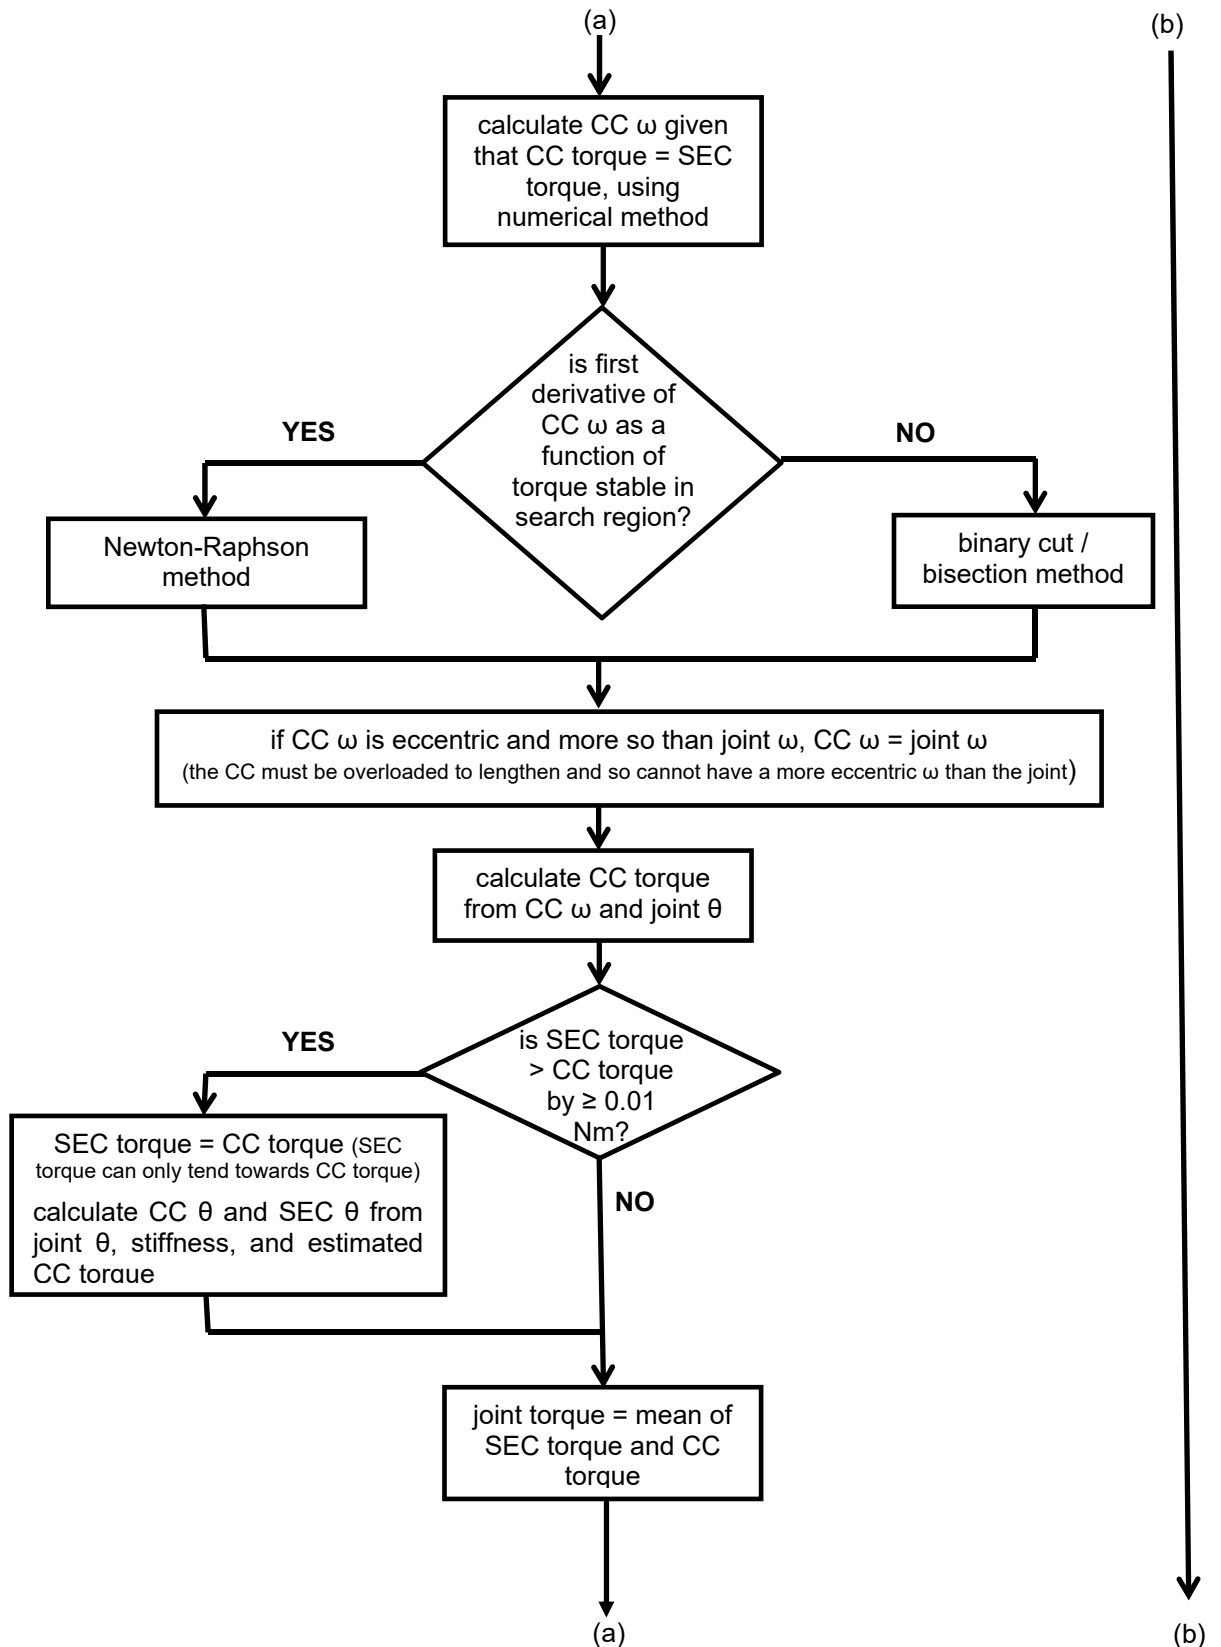 (a)
(b)
calculate CC ω given
that CC torque = SEC
torque, using
numerical method
is first
derivative of
CC ω as a
function of
torque stable in
search region?
YES
NO
Newton-Raphson
method
binary cut /
bisection method
if CC ω is eccentric and more so than joint ω, CC ω = joint ω
(the CC must be overloaded to lengthen and so cannot have a more eccentric ω than the joint)
calculate CC torque
from CC ω and joint θ
is SEC torque
> CC torque
by ≥ 0.01
Nm?
YES
NO
SEC torque = CC torque (SEC
torque can only tend towards CC torque)
calculate CC θ and SEC θ from
joint θ, stiffness, and estimated
CC torque
joint torque = mean of
SEC torque and CC
torque
(a)
(b)